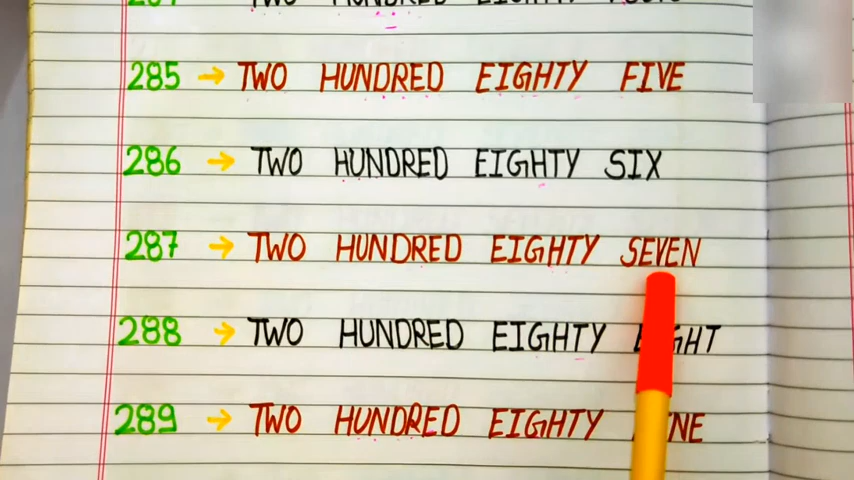 285 → TWO HUNDRED EIGHTY FIVE
286 → TWO HUNDRED EIGHTY SIX
287 → TWO HUNDRED EIGHTY SEVEN
288 → TWO HUNDRED EIGHTY
289 → TWO HUNDRED EIGHTY